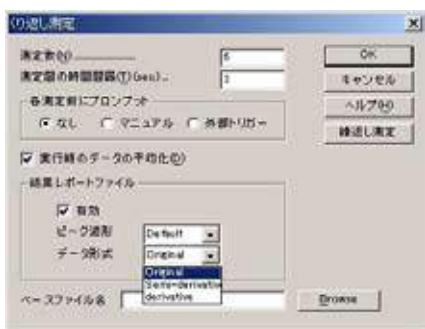 くり返し測定
測定数(N)
6
OK
測定間の時間間隔(T)(sec)
3
キャンセル
各測定前にプロンプト
ヘルプ(H)
なし マニュアル 外部トリガー
繰返し測定
実行時のデータの平均化(D)
結果レポートファイル
有効
ピーク波形 Default
データ形式 Original
Original
Semi-derivative
derivative
ベースファイル名
Browse